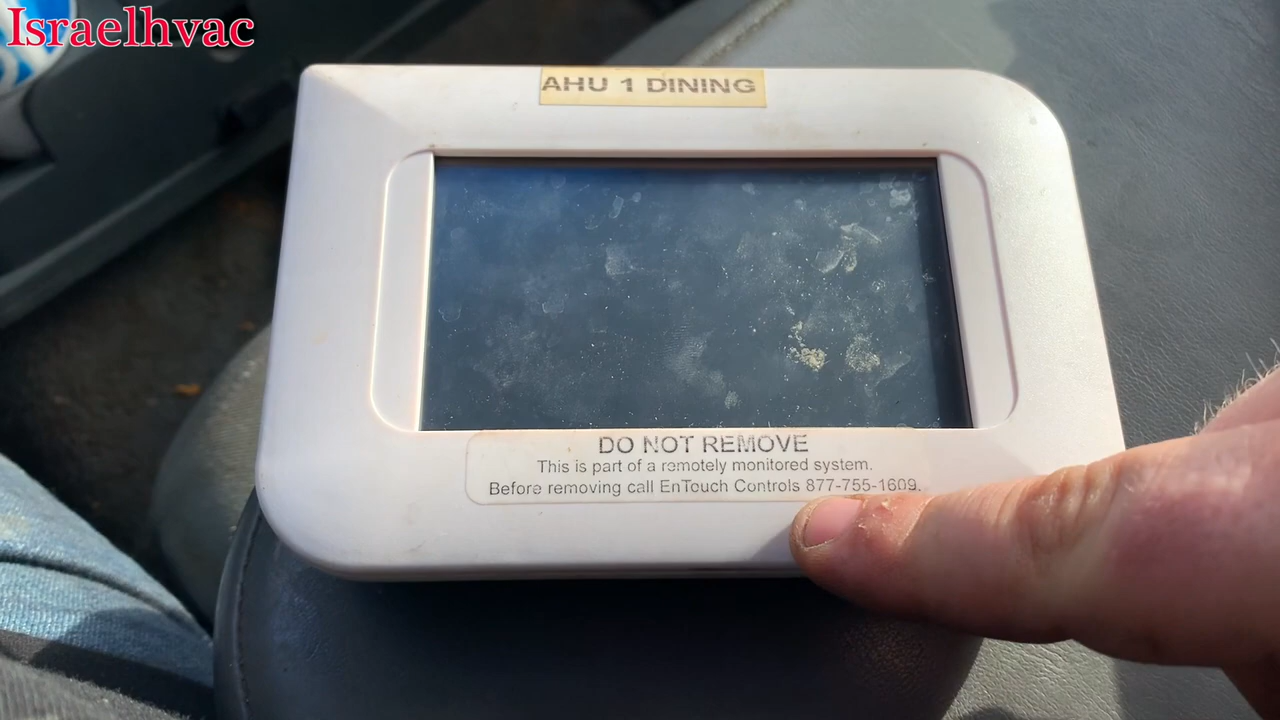 Israelhvac
AHU 1 DINING
DO NOT REMOVE
This is part of a remotely monitored system.
Before removing call EnTouch Controls 877-755-1609.